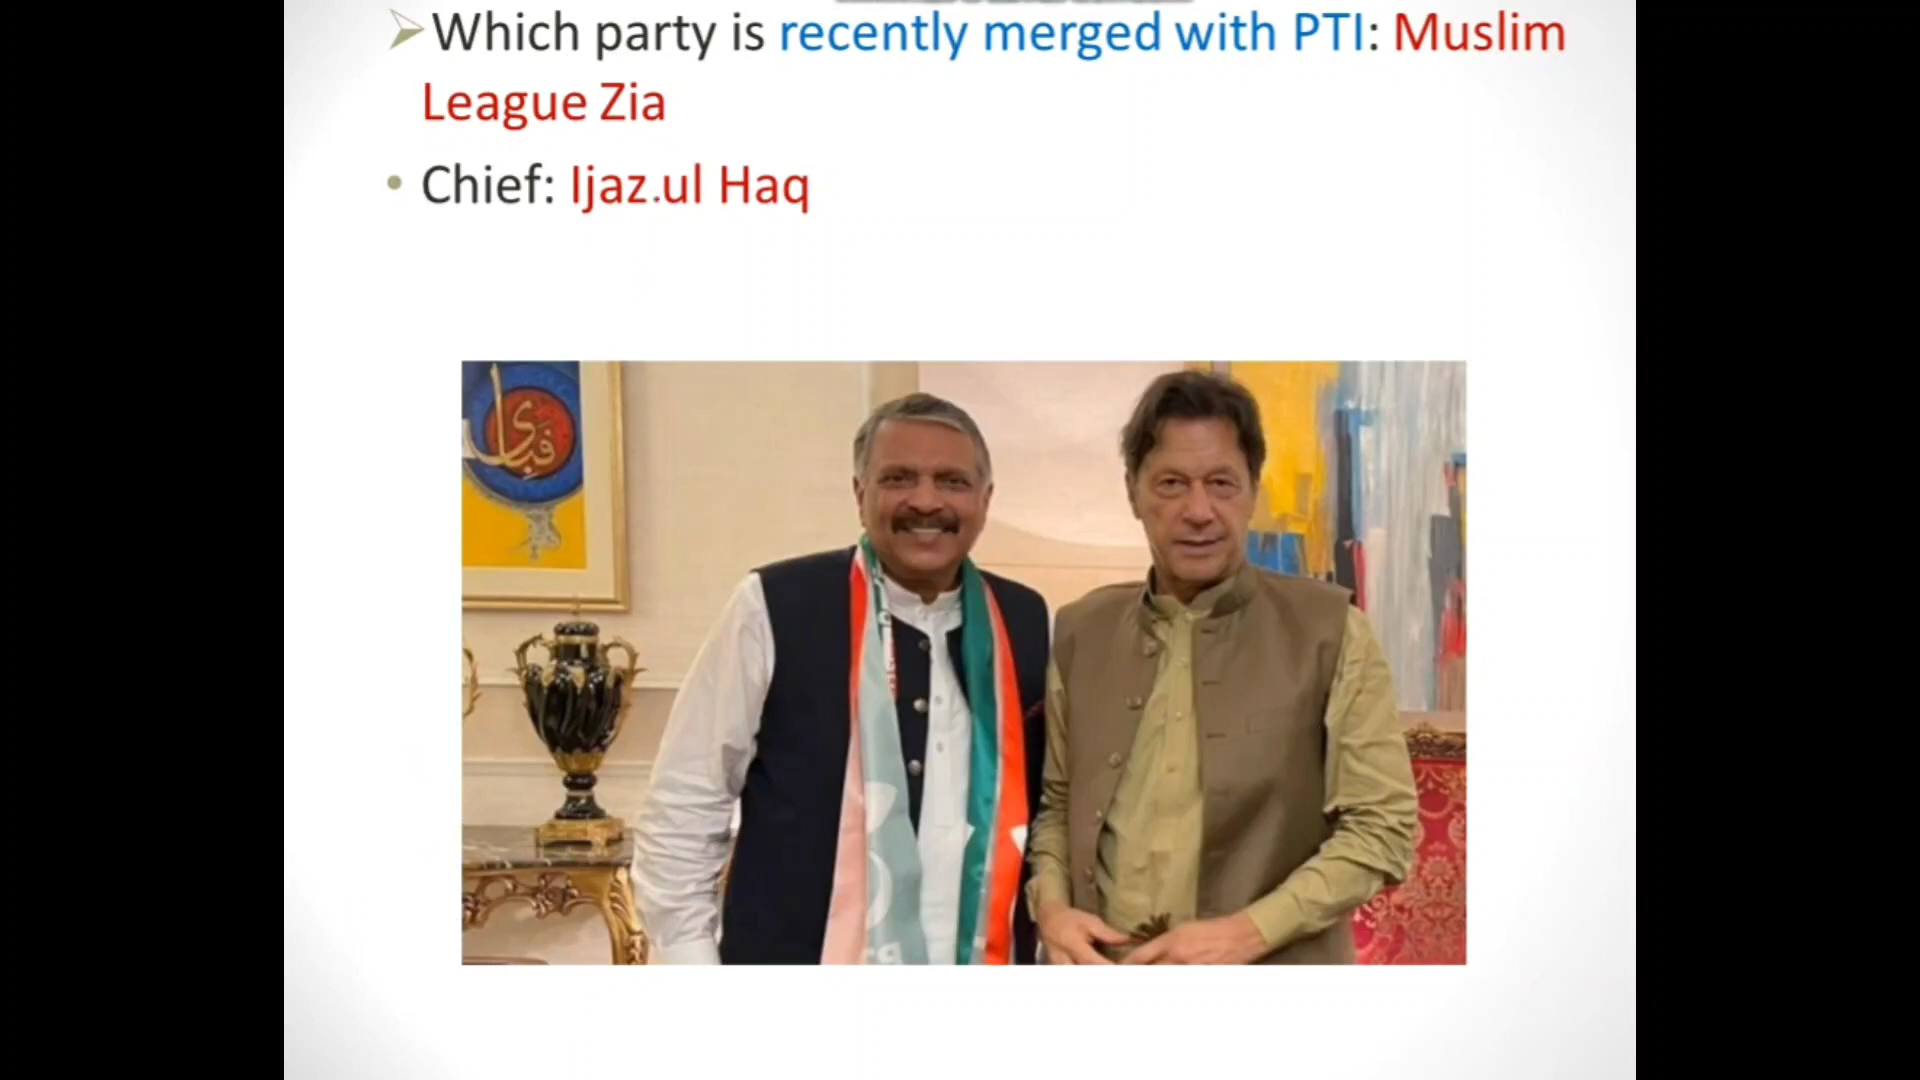 Which party is recently merged with PTI: Muslim
League Zia
Chief: Ijaz.ul Haq